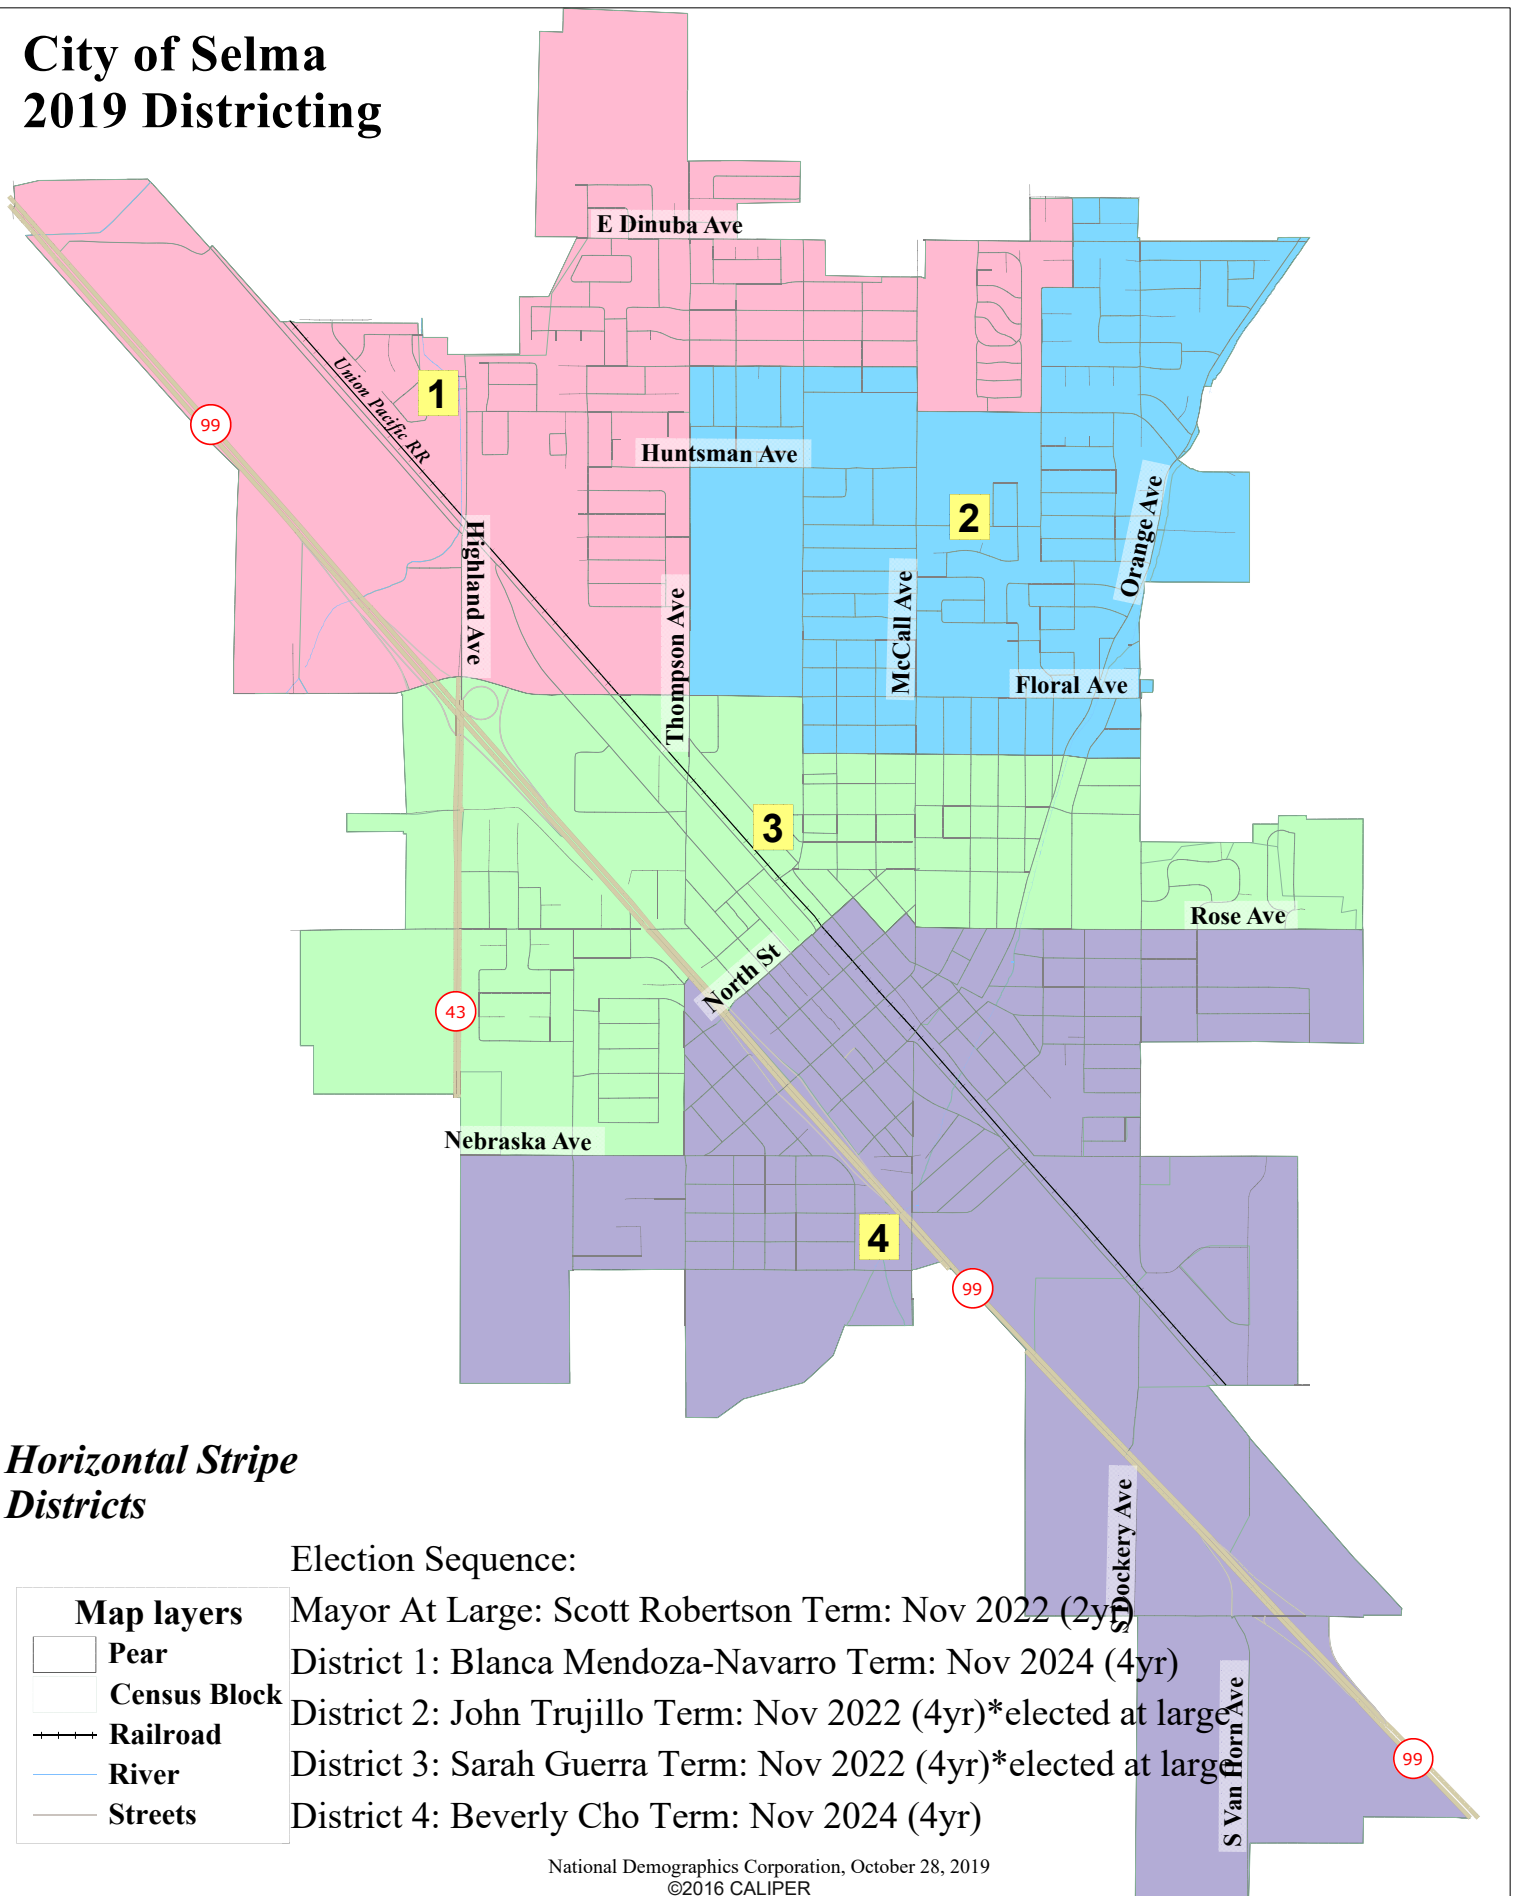 City of Selma
2019 Districting
E Dinuba Ave
1
Union Pacific RR
99
Huntsman Ave
2
Orange Ave
Highland Ave
Thompson Ave
McCall Ave
Floral Ave
3
Rose Ave
North St
43
Nebraska Ave
4
99
Horizontal Stripe
Districts
S Dockery Ave
S Van Horn Ave
99
Election Sequence:
Mayor At Large: Scott Robertson Term: Nov 2022 (2yr)
District 1: Blanca Mendoza-Navarro Term: Nov 2024 (4yr)
District 2: John Trujillo Term: Nov 2022 (4yr)*elected at large
District 3: Sarah Guerra Term: Nov 2022 (4yr)*elected at large
District 4: Beverly Cho Term: Nov 2024 (4yr)
Map layers
Pear
Census Block
Railroad
River
Streets
National Demographics Corporation, October 28, 2019
©2016 CALIPER